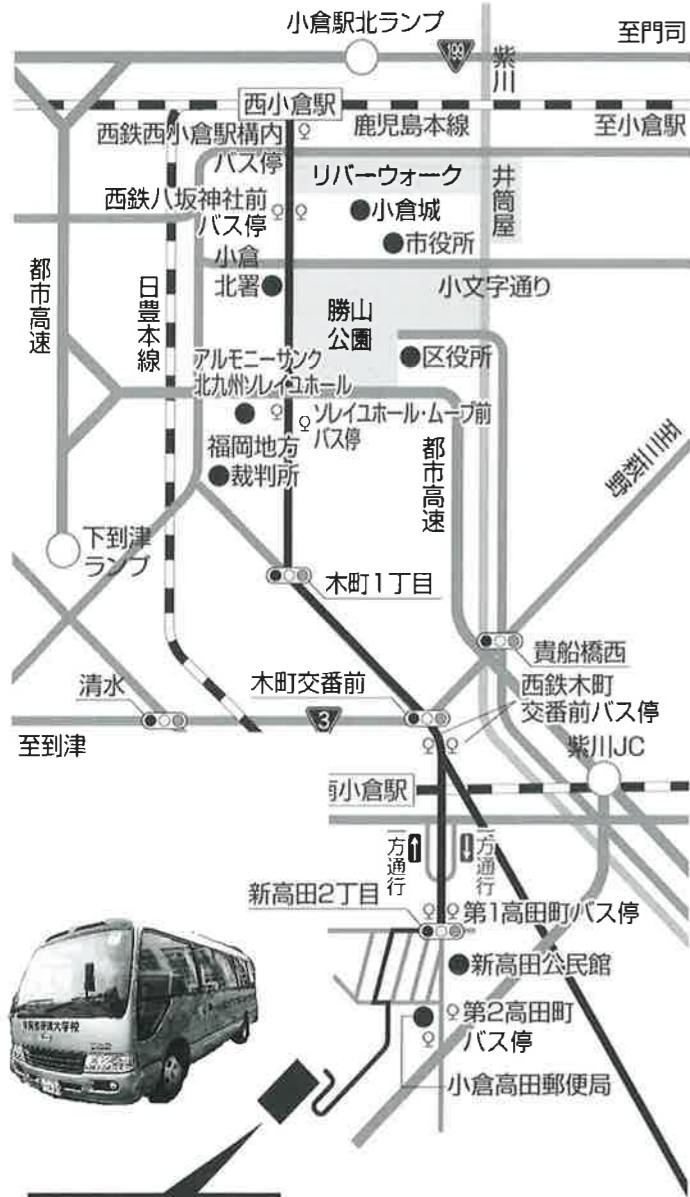 小倉駅北ランプ
199
至門司
紫川
西小倉駅
鹿児島本線
至小倉駅
西鉄西小倉駅構内
バス停
リバーウォーク
井筒屋
西鉄八坂神社前
バス停
小倉城
市役所
小倉
北署
小文字通り
都市高速
日豊本線
勝山
公園
区役所
アルモニーサンク
北九州ソレイユホール
ソレイユホール・ムーブ前
バス停
都市高速
至三萩野
福岡地方
裁判所
下到津
ランプ
木町1丁目
貴船橋西
清水
木町交番前
西鉄木町
交番前バス停
3
至到津
紫川JC
南小倉駅
一方通行
一方通行
新高田2丁目
第1高田町バス停
新高田公民館
第2高田町
バス停
小倉高田郵便局